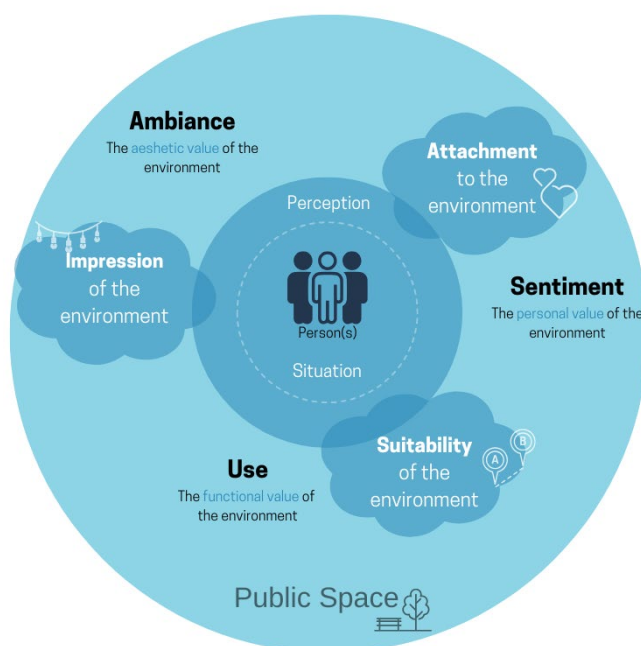 Ambiance
The aeshetic value of the
environment
Attachment
to the
environment
Perception
Impression
of the
environment
Person(s)
Sentiment
The personal value of the
environment
Situation
Suitability
of the
environment
A
B
Use
The functional value of
the environment
Public Space